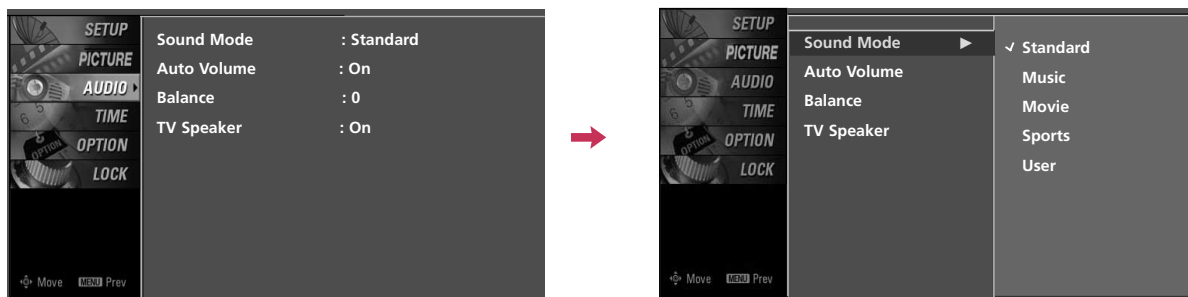 SETUP
PICTURE
AUDIO
TIME
OPTION
LOCK
Sound Mode : Standard
Auto Volume : On
Balance : 0
TV Speaker : On
Move MENU Prev
SETUP
PICTURE
AUDIO
TIME
OPTION
LOCK
Sound Mode ▶
Auto Volume
Balance
TV Speaker
✓ Standard
Music
Movie
Sports
User
Move MENU Prev